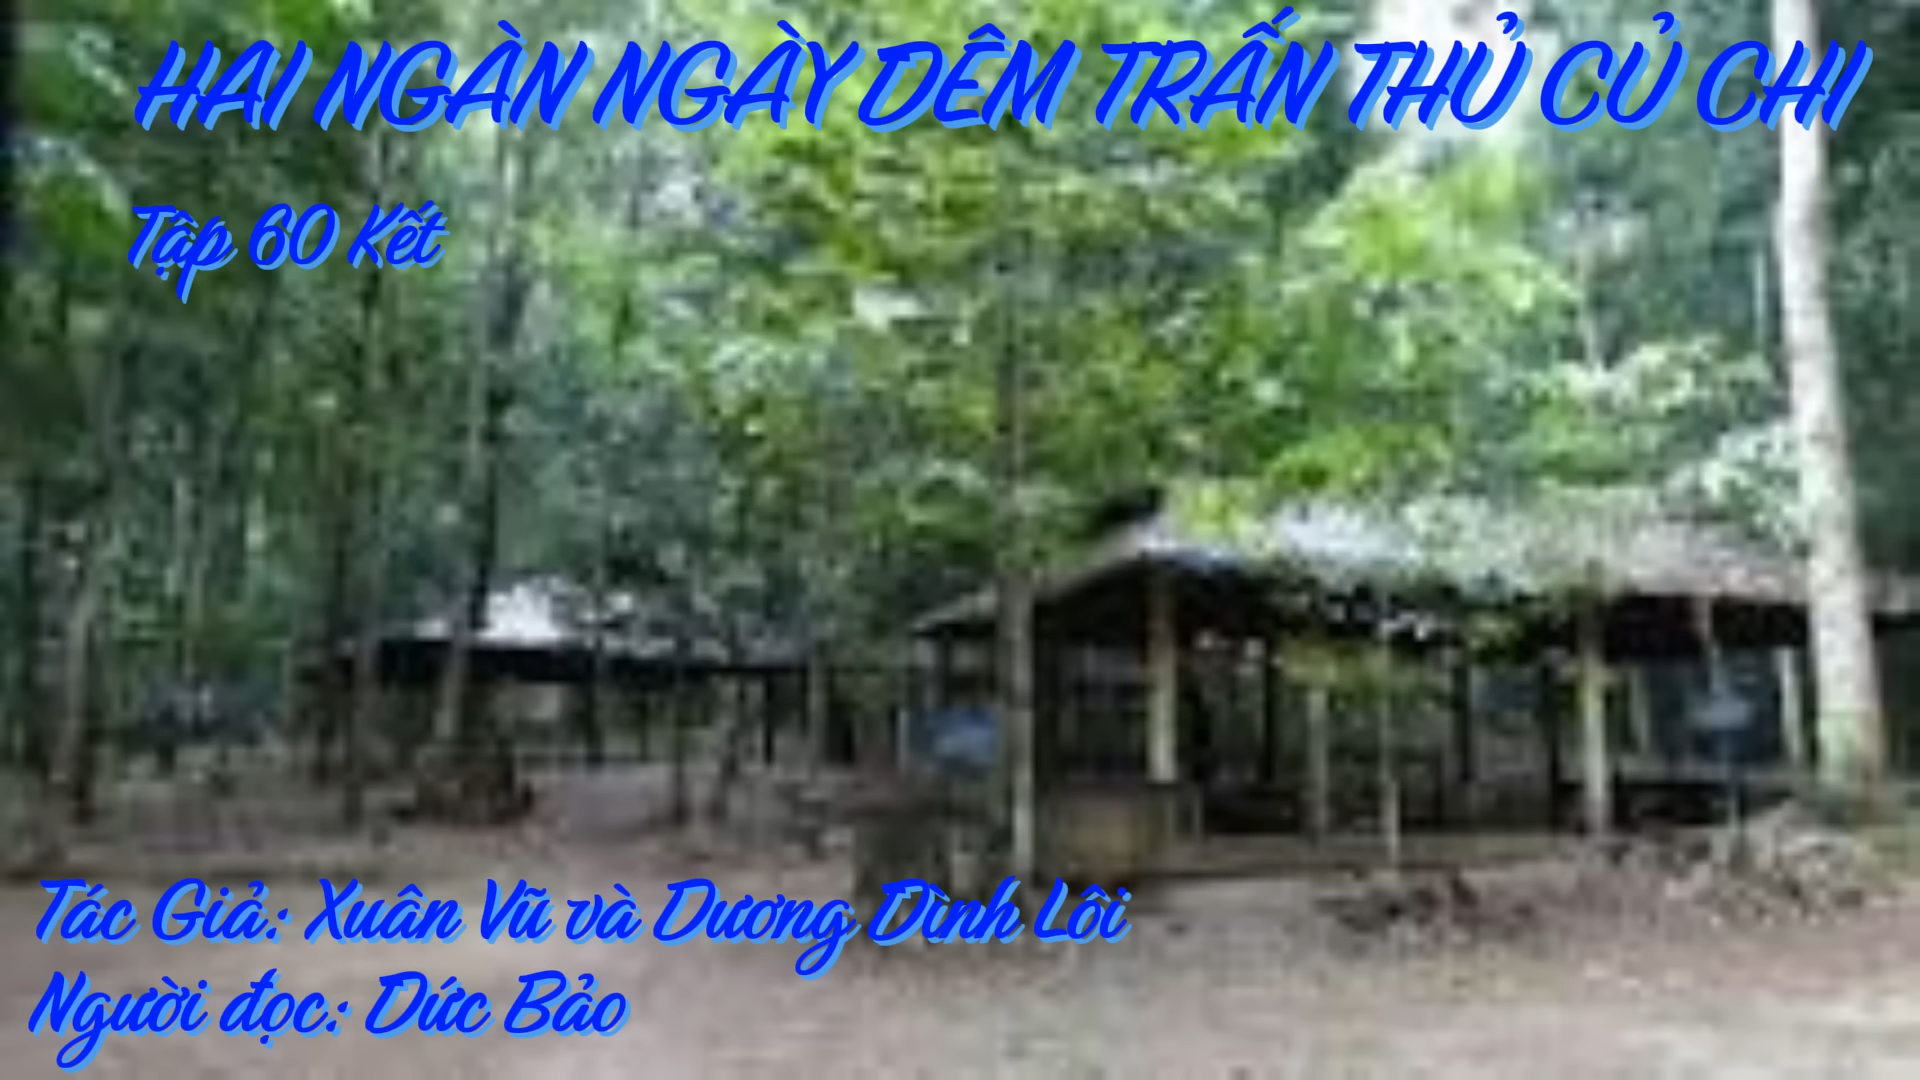 HAI NGÀN NGÀY ĐÊM TRẤN THỦ CỦ CHI
Tập 60 Kết
Tác Giả: Xuân Vũ và Dương Đình Lôi
Người đọc: Đức Bảo